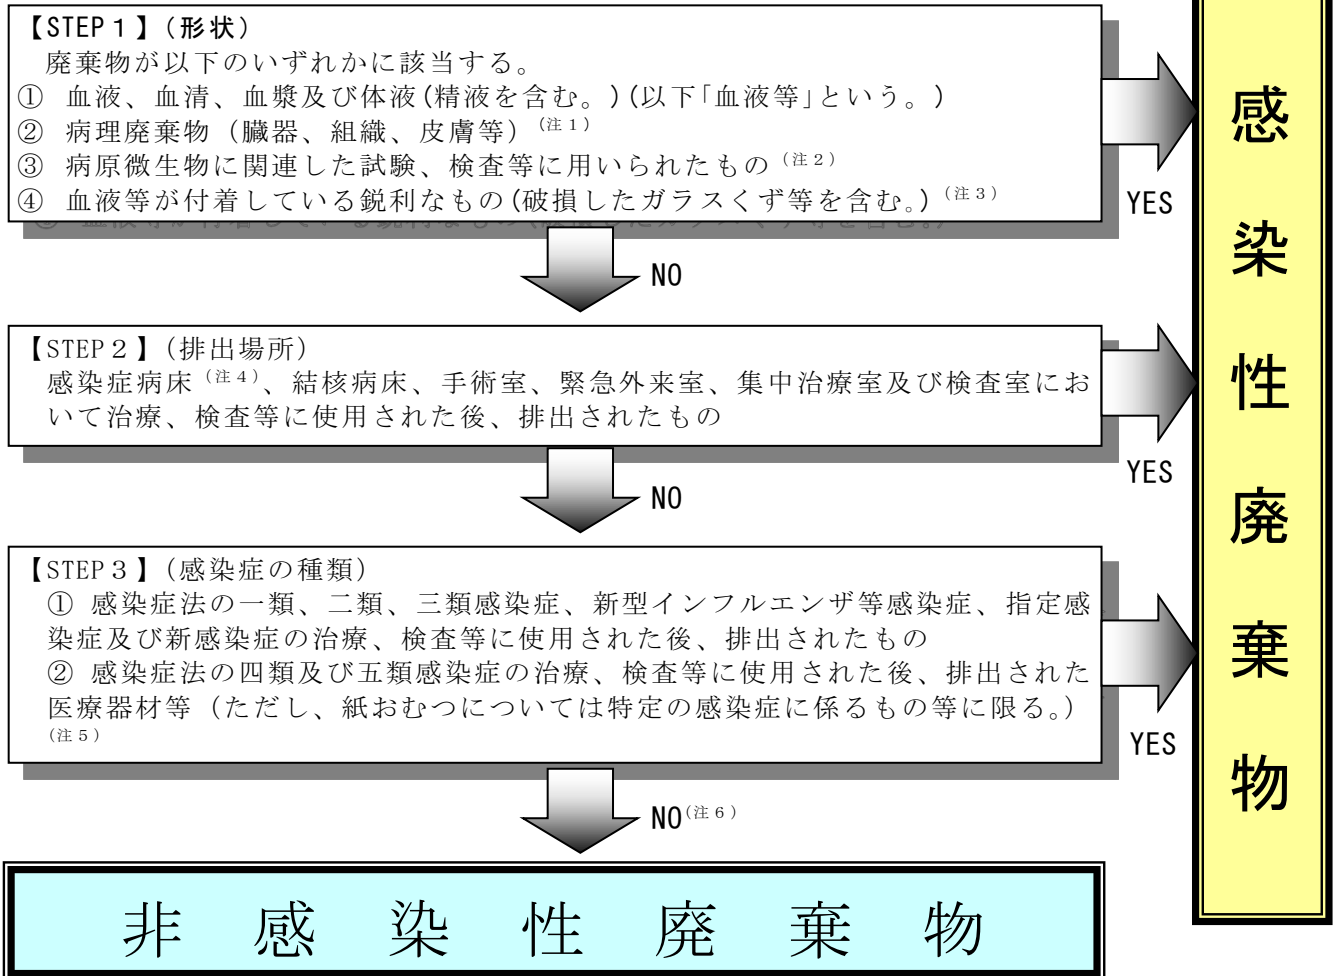 【STEP１】（形状）
廃棄物が以下のいずれかに該当する。
① 血液、血清、血漿及び体液（精液を含む。）（以下「血液等」という。）
② 病理廃棄物（臓器、組織、皮膚等）（注１）
③ 病原微生物に関連した試験、検査等に用いられたもの（注２）
④ 血液等が付着している鋭利なもの（破損したガラスくず等を含む。）（注３）
YES
NO
【STEP２】（排出場所）
感染症病床（注４）、結核病床、手術室、緊急外来室、集中治療室及び検査室にお
いて治療、検査等に使用された後、排出されたもの
YES
NO
【STEP３】（感染症の種類）
① 感染症法の一類、二類、三類感染症、新型インフルエンザ等感染症、指定感
染症及び新感染症の治療、検査等に使用された後、排出されたもの
② 感染症法の四類及び五類感染症の治療、検査等に使用された後、排出された
医療器材等（ただし、紙おむつについては特定の感染症に係るもの等に限る。）
（注５）
YES
NO（注６）
非感染性廃棄物
感染性廃棄物